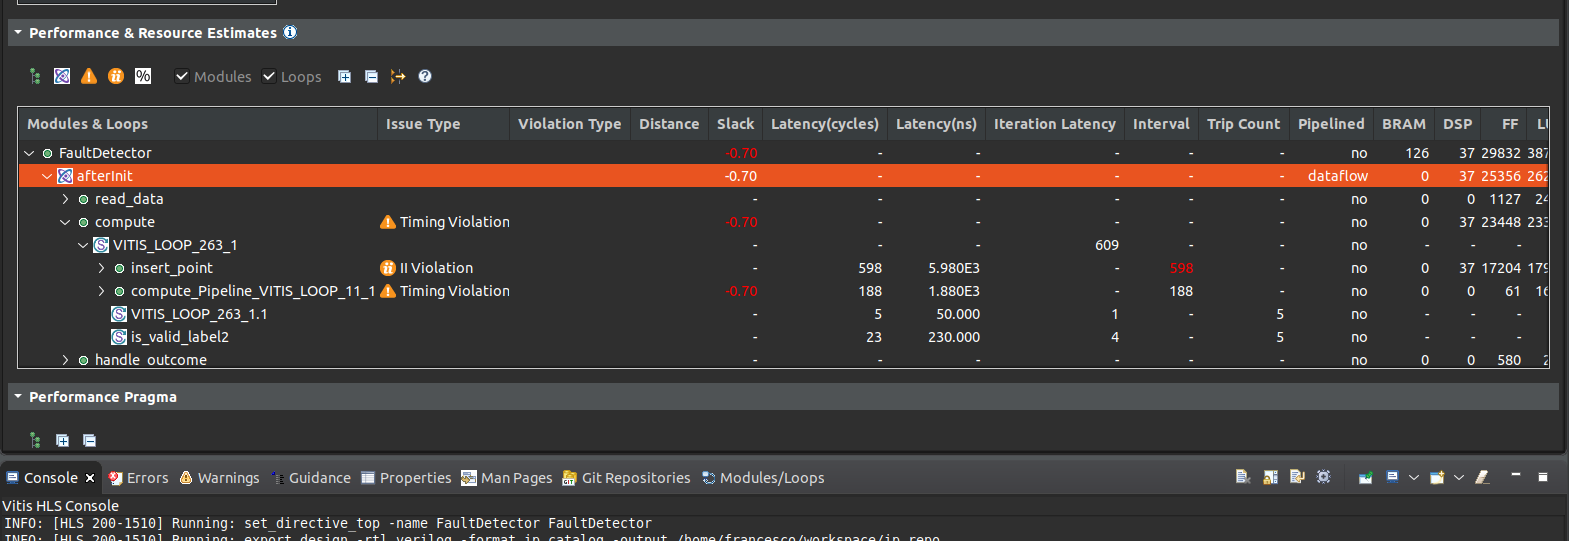 Performance & Resource Estimates
% Modules Loops
Modules & Loops Issue Type Violation Type Distance Slack Latency(cycles) Latency(ns) Iteration Latency Interval Trip Count Pipelined BRAM DSP FF
FaultDetector -0.70 - - - - - no 126 37 29832 387
afterInit -0.70 - - - - - dataflow 0 37 25356 262
read_data - - - - - - no 0 0 1127 24
compute Timing Violation -0.70 - - - - - no 0 37 23448 233
VITIS_LOOP_263_1 - - - 609 - - no - - -
insert_point II Violation - 598 5.980E3 - 598 - no 0 37 17204 179
compute_Pipeline_VITIS_LOOP_11_1 Timing Violation -0.70 188 1.880E3 - 188 - no 0 0 61 16
VITIS_LOOP_263_1.1 - 5 50.000 1 - 5 no - - -
is_valid_label2 - 23 230.000 4 - 5 no - - -
handle_outcome - - - - - - no 0 0 580 2
Performance Pragma
Console Errors Warnings Guidance Properties Man Pages Git Repositories Modules/Loops
Vitis HLS Console
INFO: [HLS 200-1510] Running: set_directive_top -name FaultDetector FaultDetector
INFO: [HLS 200-1510] Running: export_design -rtl verilog -format ip_catalog -output /home/francesco/workspace/ip_repo